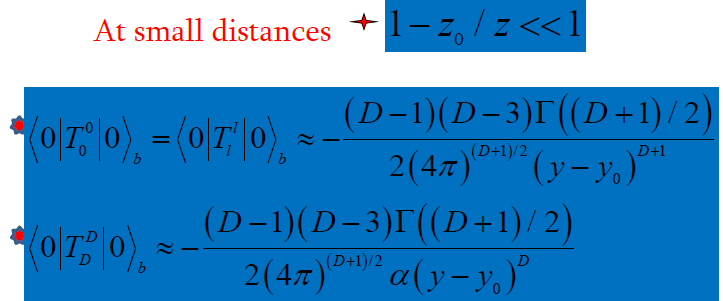 At small distances 1 − z₀ / z << 1
⟨0|T₀⁰|0⟩_b = ⟨0|T_l^l|0⟩_b ≈ − (D−1)(D−3)Γ((D+1)/2) / 2(4π)^{(D+1)/2} (y−y₀)^{D+1}
⟨0|T_D^D|0⟩_b ≈ − (D−1)(D−3)Γ((D+1)/2) / 2(4π)^{(D+1)/2} α(y−y₀)^D